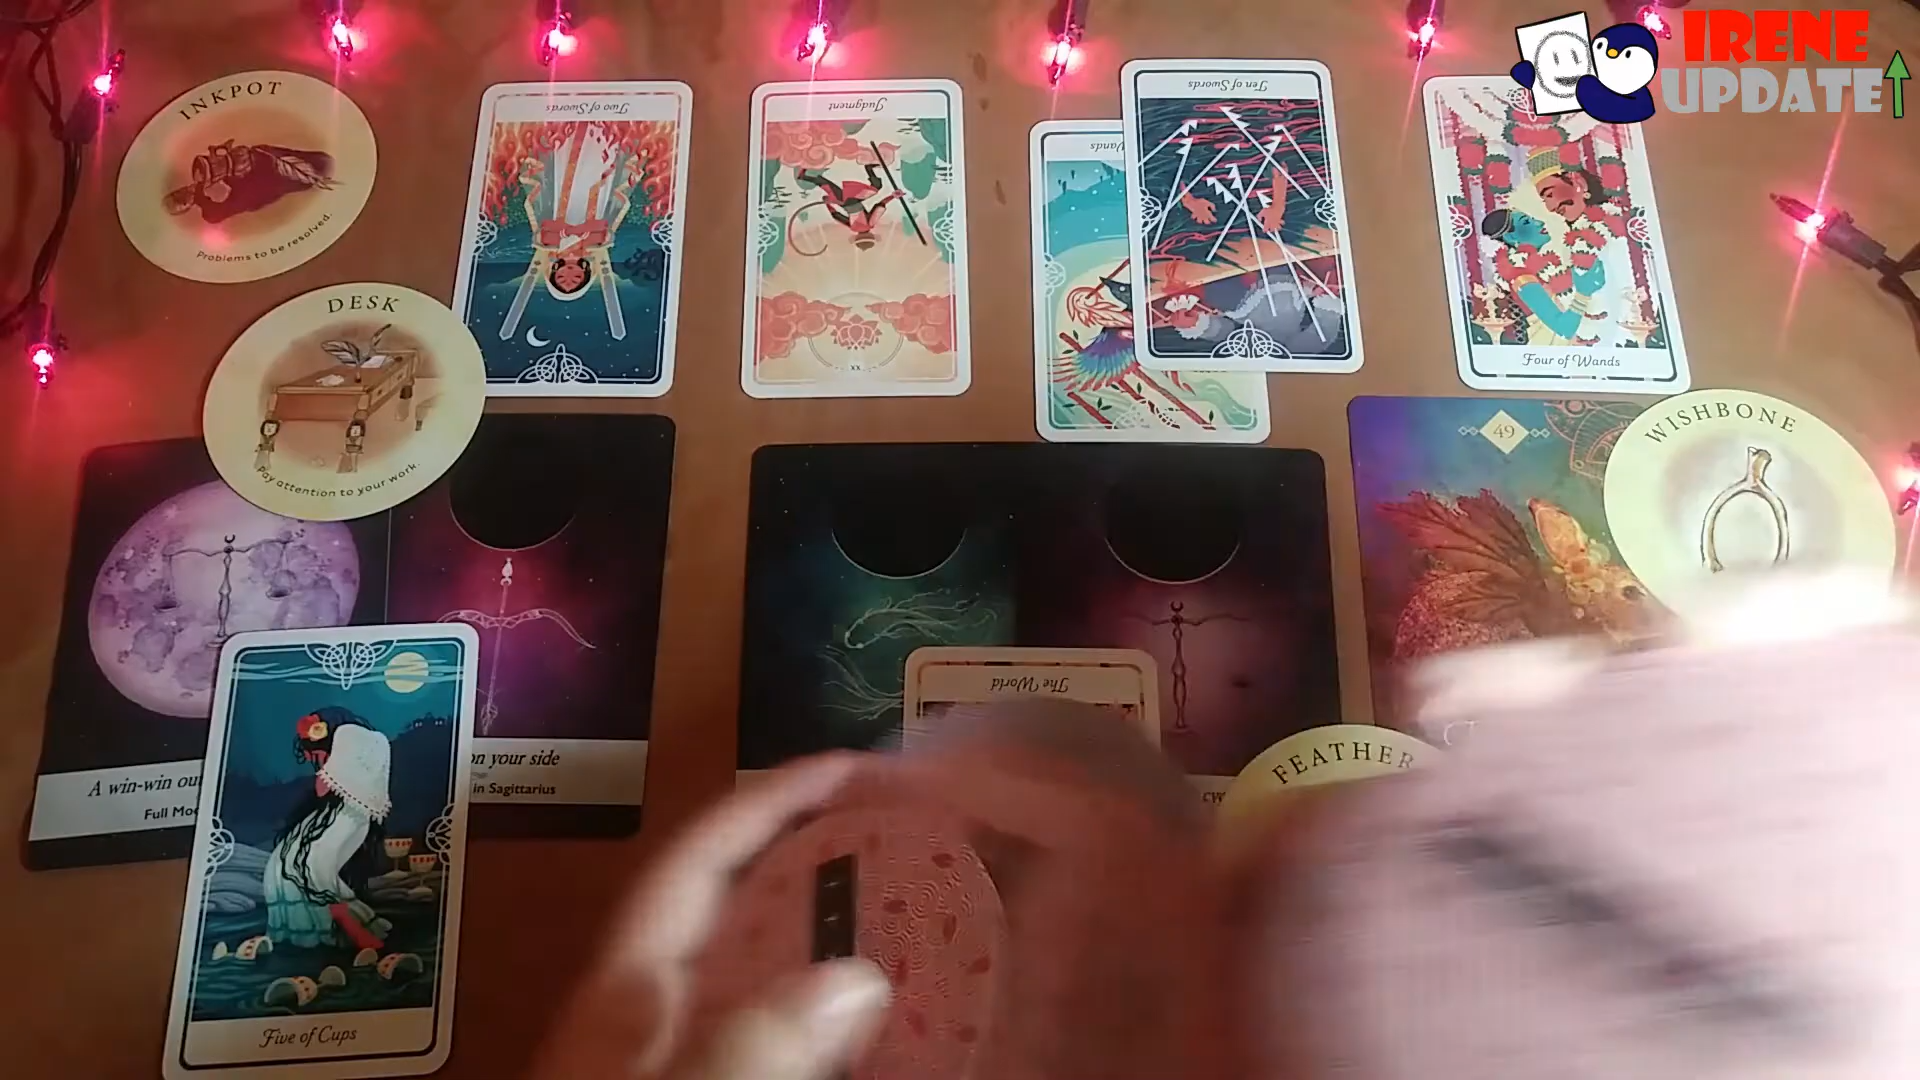 IRENE
UPDATE
INKPOT
Problems to be resolved.
Two of Swords
Judgment
Wands
Ten of Swords
XX
Four of Wands
DESK
Pay attention to your work.
49
WISHBONE
The World
FEATHER
A win-win
on your side
Full
in Sagittarius
Five of Cups